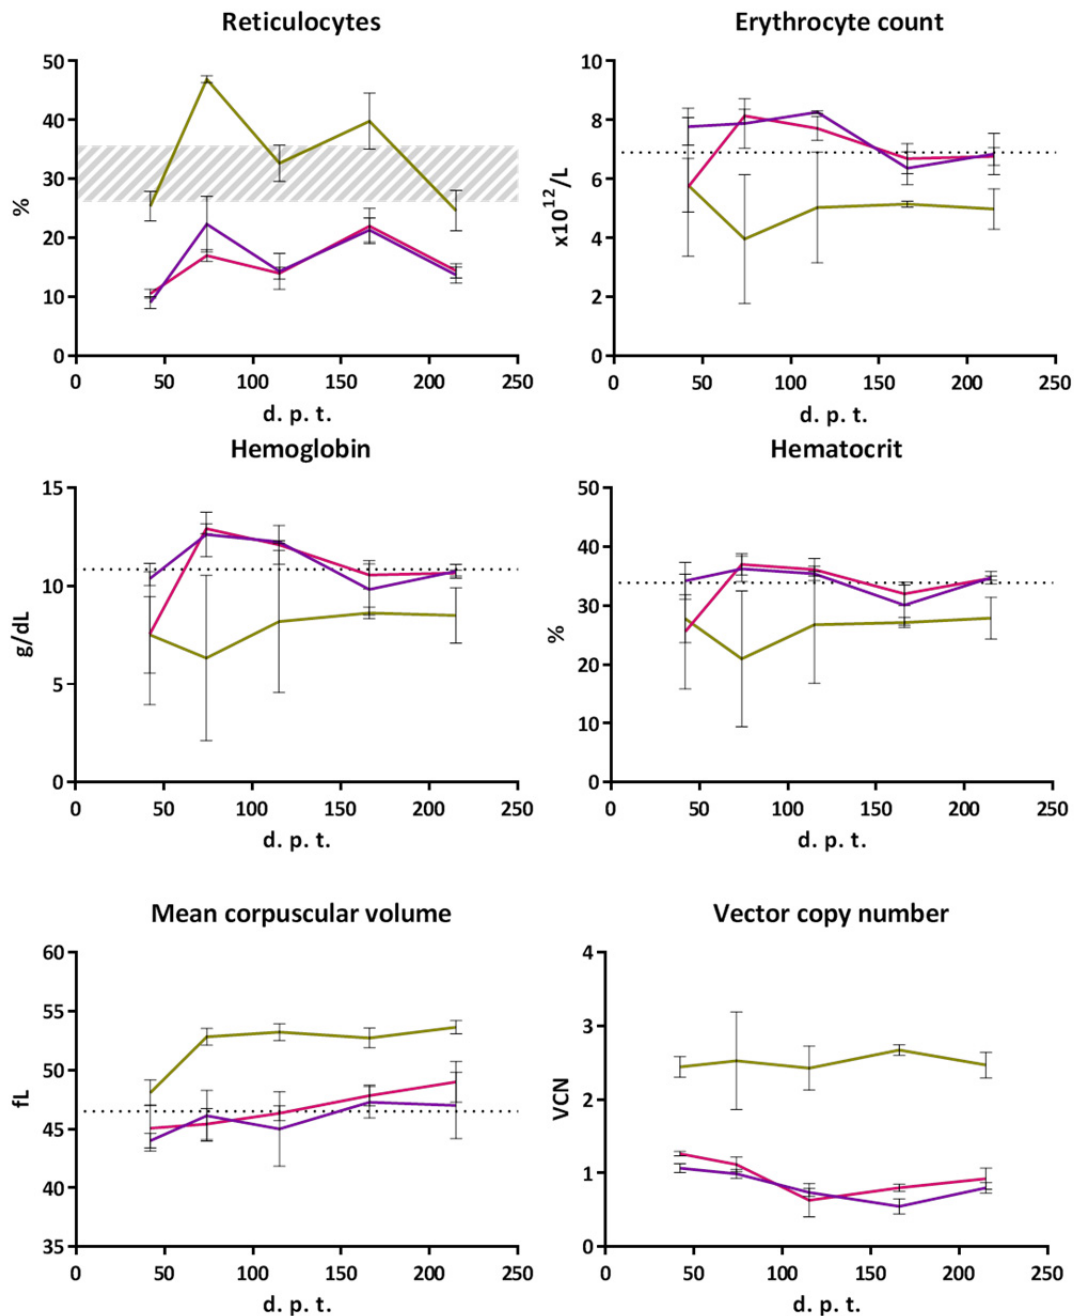 Reticulocytes
50
40
30
20
10
0
%
0 50 100 150 200 250
d. p. t.
Erythrocyte count
10
8
6
4
2
0
x10¹²/L
0 50 100 150 200 250
d. p. t.
Hemoglobin
15
10
5
0
g/dL
0 50 100 150 200 250
d. p. t.
Hematocrit
50
40
30
20
10
0
%
0 50 100 150 200 250
d. p. t.
Mean corpuscular volume
60
55
50
45
40
35
fL
0 50 100 150 200 250
d. p. t.
Vector copy number
4
3
2
1
0
VCN
0 50 100 150 200 250
d. p. t.